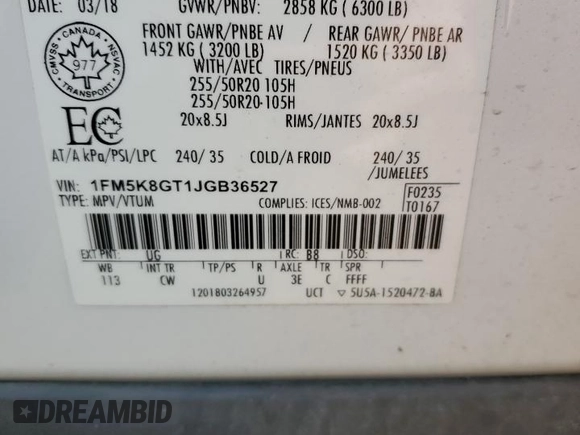 DATE: 03/18 GVWR/PNBV: 2858 KG ( 6300 LB)
FRONT GAWR/PNBE AV / REAR GAWR/ PNBE AR
1452 KG ( 3200 LB) 1520 KG ( 3350 LB)
WITH/AVEC TIRES/PNEUS
255/50R20 105H
255/50R20 105H
20x8.5J RIMS/JANTES 20x8.5J
CMVSS CANADA NSVAC
977
TRANSPORT
EC
AT/A kPa/PSI/LPC 240/ 35 COLD/A FROID 240/ 35
/JUMELEES
VIN: 1FM5K8GT1JGB36527
TYPE: MPV/VTUM COMPLIES: ICES/NMB-002
F0235
T0167
EXT PNT: UG RC: B8 DSO:
WB INT TR TP/PS R AXLE TR SPR
113 CW U 3E C FFFF
1201803264957 UCT ▽ 5U5A-1520472-BA
DREAMBID